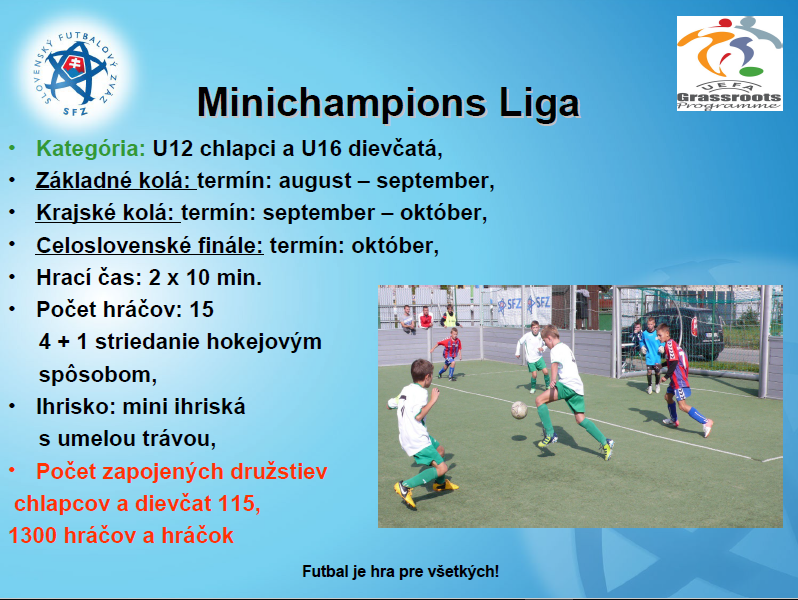 SLOVENSKÝ FUTBALOVÝ ZVÄZ
SFZ
UEFA
Grassroots
Programme
Minichampions Liga
• Kategória: U12 chlapci a U16 dievčatá,
• Základné kolá: termín: august – september,
• Krajské kolá: termín: september – október,
• Celoslovenské finále: termín: október,
• Hrací čas: 2 x 10 min.
• Počet hráčov: 15
4 + 1 striedanie hokejovým
spôsobom,
• Ihrisko: mini ihriská
s umelou trávou,
• Počet zapojených družstiev
chlapcov a dievčat 115,
1300 hráčov a hráčok
SFZ SFZ
Futbal je hra pre všetkých!